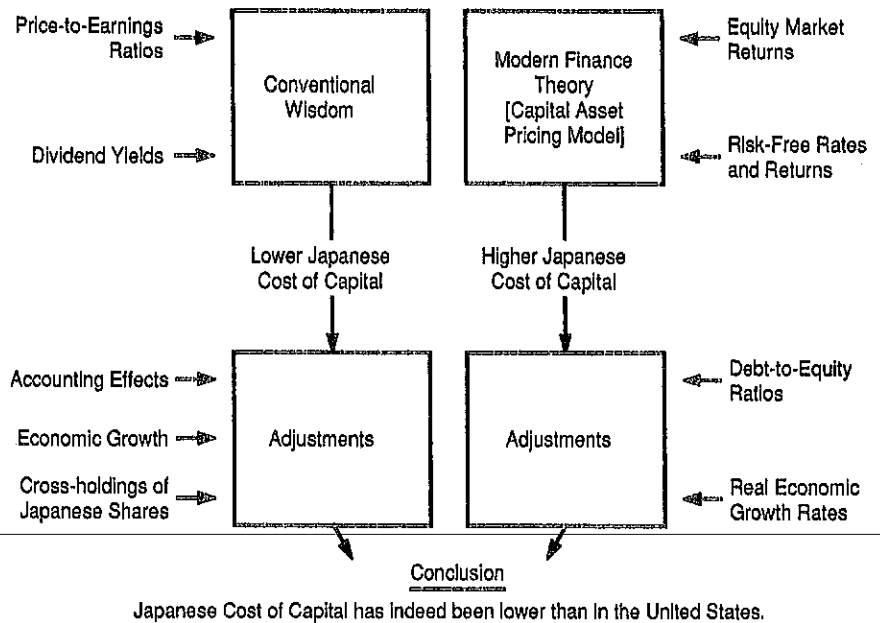 Price-to-Earnings
Ratios
Dividend Yields
Conventional
Wisdom
Modern Finance
Theory
[Capital Asset
Pricing Model]
Equity Market
Returns
Risk-Free Rates
and Returns
Lower Japanese
Cost of Capital
Higher Japanese
Cost of Capital
Accounting Effects
Economic Growth
Cross-holdings of
Japanese Shares
Adjustments
Adjustments
Debt-to-Equity
Ratios
Real Economic
Growth Rates
Conclusion
Japanese Cost of Capital has indeed been lower than in the United States.